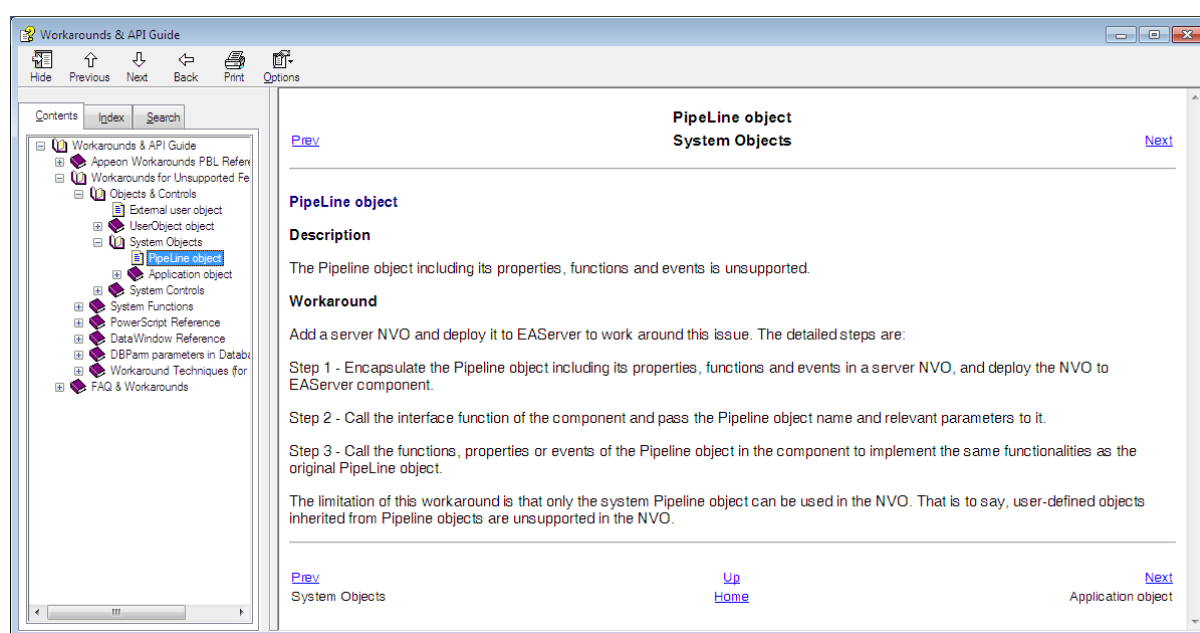 Workarounds & API Guide
Hide Previous Next Back Print Options
Contents Index Search
Workarounds & API Guide
Appeon Workarounds PBL Refere
Workarounds for Unsupported Fe
Objects & Controls
External user object
UserObject object
System Objects
PipeLine object
Application object
System Controls
System Functions
PowerScript Reference
DataWindow Reference
DBParm parameters in Databa
Workaround Techniques (for
FAQ & Workarounds
PipeLine object
Prev System Objects Next
PipeLine object
Description
The Pipeline object including its properties, functions and events is unsupported.
Workaround
Add a server NVO and deploy it to EAServer to work around this issue. The detailed steps are:
Step 1 - Encapsulate the Pipeline object including its properties, functions and events in a server NVO, and deploy the NVO to
EAServer component.
Step 2 - Call the interface function of the component and pass the Pipeline object name and relevant parameters to it.
Step 3 - Call the functions, properties or events of the Pipeline object in the component to implement the same functionalities as the
original PipeLine object.
The limitation of this workaround is that only the system Pipeline object can be used in the NVO. That is to say, user-defined objects
inherited from Pipeline objects are unsupported in the NVO.
Prev Up Next
System Objects Home Application object